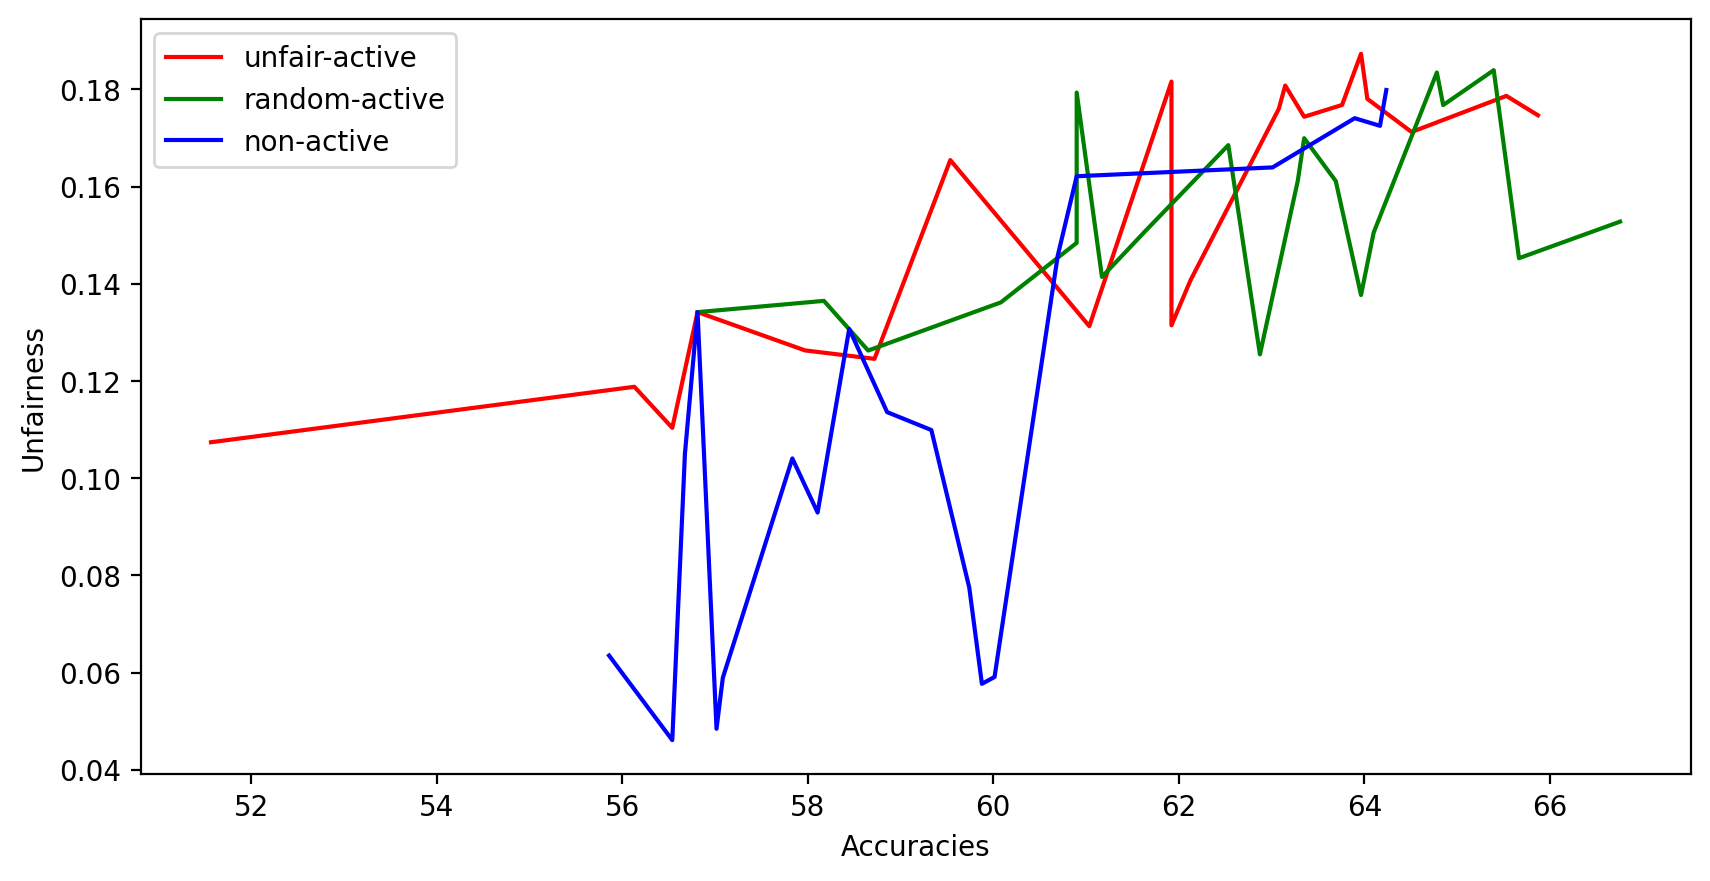 unfair-active
random-active
non-active
0.18
0.16
0.14
0.12
0.10
0.08
0.06
0.04
Unfairness
52 54 56 58 60 62 64 66
Accuracies